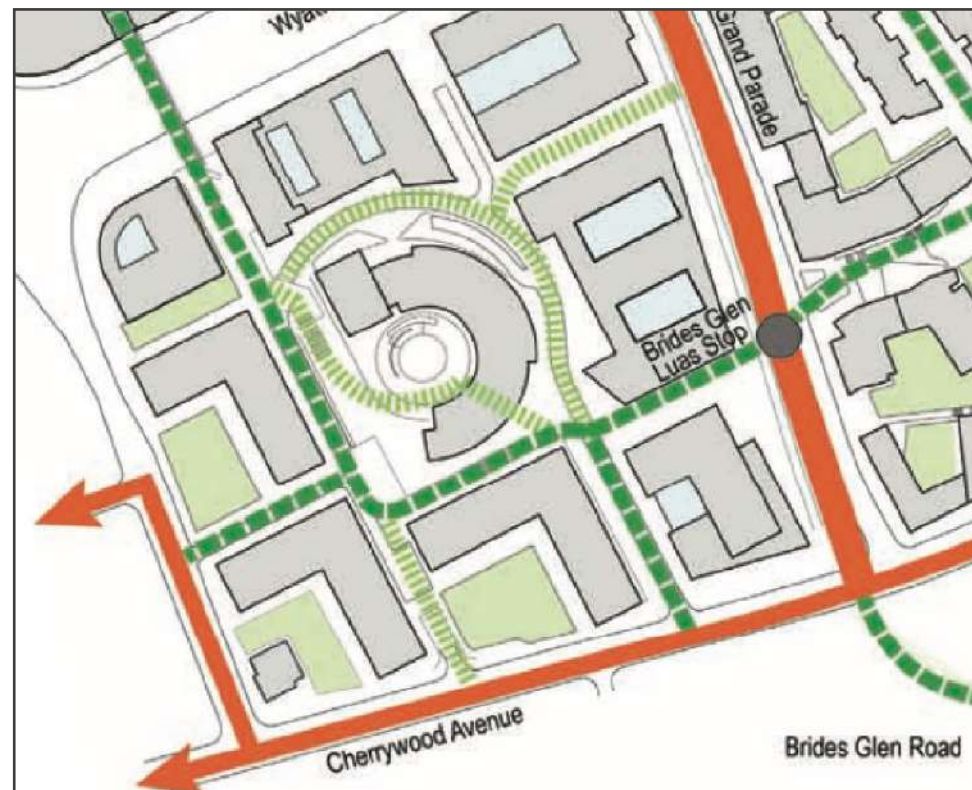 Grand Parade
Brides Glen
Luas Stop
Cherrywood Avenue
Brides Glen Road